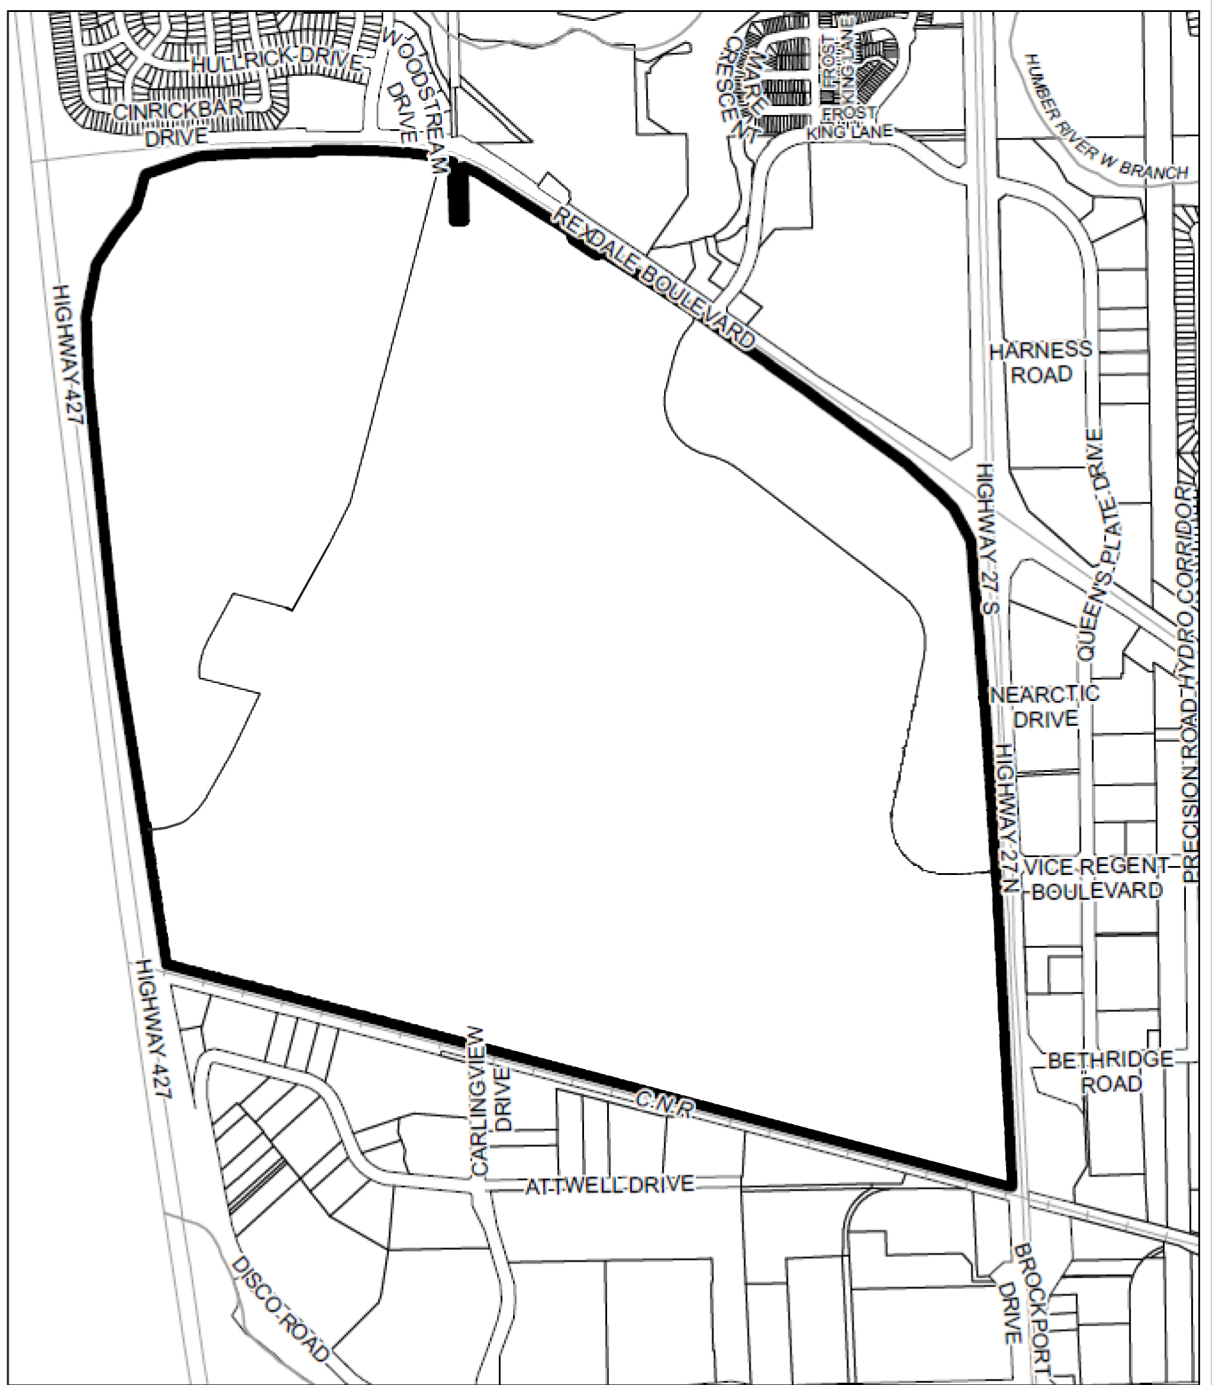 HULLRICK DRIVE
CINRICKBAR
DRIVE
WOODSTREAM
DRIVE
MARE
CRESCENT
FROST
KING LANE
FROST
KING LANE
HUMBER RIVER W BRANCH
REXDALE BOULEVARD
HIGHWAY 427
HARNESS
ROAD
QUEEN'S PLATE DRIVE
HIGHWAY 27 S
PRECISION ROAD HYDRO CORRIDOR
NEARCTIC
DRIVE
HIGHWAY 27 N
VICE REGENT
BOULEVARD
HIGHWAY 427
CARLINGVIEW
DRIVE
C.N.R
BETHRIDGE
ROAD
ATTWELL DRIVE
DISCO ROAD
BROCKPORT
DRIVE